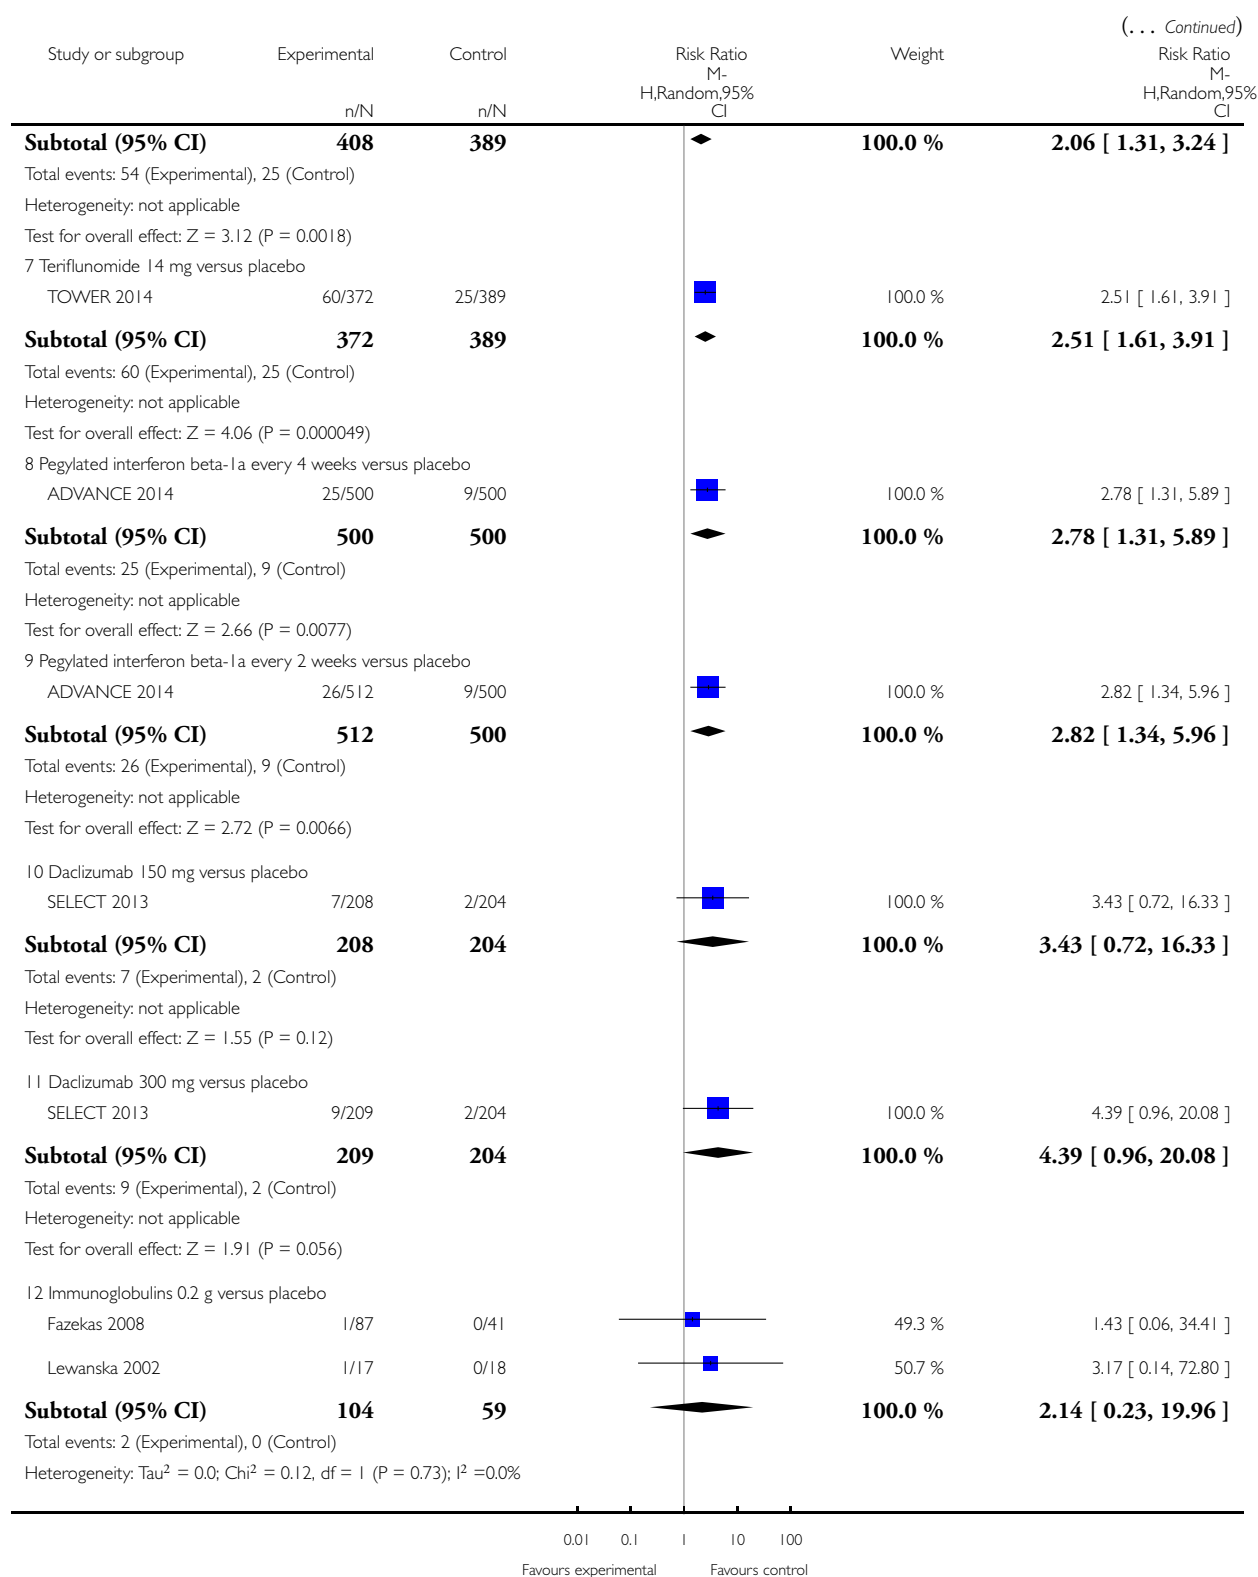 (... Continued)
Study or subgroup Experimental Control Risk Ratio Weight Risk Ratio
M- M-
H,Random,95% H,Random,95%
n/N n/N CI CI
Subtotal (95% CI) 408 389 100.0 % 2.06 [ 1.31, 3.24 ]
Total events: 54 (Experimental), 25 (Control)
Heterogeneity: not applicable
Test for overall effect: Z = 3.12 (P = 0.0018)
7 Teriflunomide 14 mg versus placebo
TOWER 2014 60/372 25/389 100.0 % 2.51 [ 1.61, 3.91 ]
Subtotal (95% CI) 372 389 100.0 % 2.51 [ 1.61, 3.91 ]
Total events: 60 (Experimental), 25 (Control)
Heterogeneity: not applicable
Test for overall effect: Z = 4.06 (P = 0.000049)
8 Pegylated interferon beta-1a every 4 weeks versus placebo
ADVANCE 2014 25/500 9/500 100.0 % 2.78 [ 1.31, 5.89 ]
Subtotal (95% CI) 500 500 100.0 % 2.78 [ 1.31, 5.89 ]
Total events: 25 (Experimental), 9 (Control)
Heterogeneity: not applicable
Test for overall effect: Z = 2.66 (P = 0.0077)
9 Pegylated interferon beta-1a every 2 weeks versus placebo
ADVANCE 2014 26/512 9/500 100.0 % 2.82 [ 1.34, 5.96 ]
Subtotal (95% CI) 512 500 100.0 % 2.82 [ 1.34, 5.96 ]
Total events: 26 (Experimental), 9 (Control)
Heterogeneity: not applicable
Test for overall effect: Z = 2.72 (P = 0.0066)
10 Daclizumab 150 mg versus placebo
SELECT 2013 7/208 2/204 100.0 % 3.43 [ 0.72, 16.33 ]
Subtotal (95% CI) 208 204 100.0 % 3.43 [ 0.72, 16.33 ]
Total events: 7 (Experimental), 2 (Control)
Heterogeneity: not applicable
Test for overall effect: Z = 1.55 (P = 0.12)
11 Daclizumab 300 mg versus placebo
SELECT 2013 9/209 2/204 100.0 % 4.39 [ 0.96, 20.08 ]
Subtotal (95% CI) 209 204 100.0 % 4.39 [ 0.96, 20.08 ]
Total events: 9 (Experimental), 2 (Control)
Heterogeneity: not applicable
Test for overall effect: Z = 1.91 (P = 0.056)
12 Immunoglobulins 0.2 g versus placebo
Fazekas 2008 1/87 0/41 49.3 % 1.43 [ 0.06, 34.41 ]
Lewanska 2002 1/17 0/18 50.7 % 3.17 [ 0.14, 72.80 ]
Subtotal (95% CI) 104 59 100.0 % 2.14 [ 0.23, 19.96 ]
Total events: 2 (Experimental), 0 (Control)
Heterogeneity: Tau² = 0.0; Chi² = 0.12, df = 1 (P = 0.73); I² =0.0%
0.01 0.1 1 10 100
Favours experimental Favours control